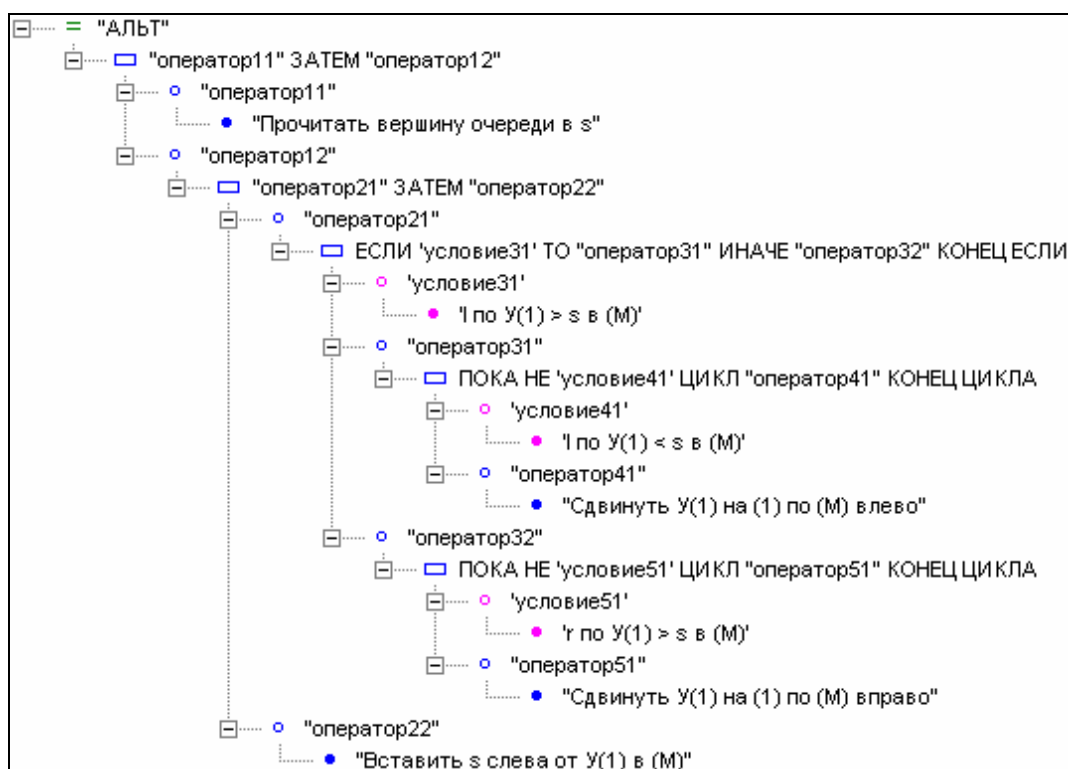 = "АЛЬТ"
"оператор11" ЗАТЕМ "оператор12"
"оператор11"
"Прочитать вершину очереди в s"
"оператор12"
"оператор21" ЗАТЕМ "оператор22"
"оператор21"
ЕСЛИ 'условие31' ТО "оператор31" ИНАЧЕ "оператор32" КОНЕЦ ЕСЛИ
'условие31'
'l по У(1) > s в (М)'
"оператор31"
ПОКА НЕ 'условие41' ЦИКЛ "оператор41" КОНЕЦ ЦИКЛА
'условие41'
'l по У(1) < s в (М)'
"оператор41"
"Сдвинуть У(1) на (1) по (М) влево"
"оператор32"
ПОКА НЕ 'условие51' ЦИКЛ "оператор51" КОНЕЦ ЦИКЛА
'условие51'
'r по У(1) > s в (М)'
"оператор51"
"Сдвинуть У(1) на (1) по (М) вправо"
"оператор22"
"Вставить s слева от У(1) в (М)"